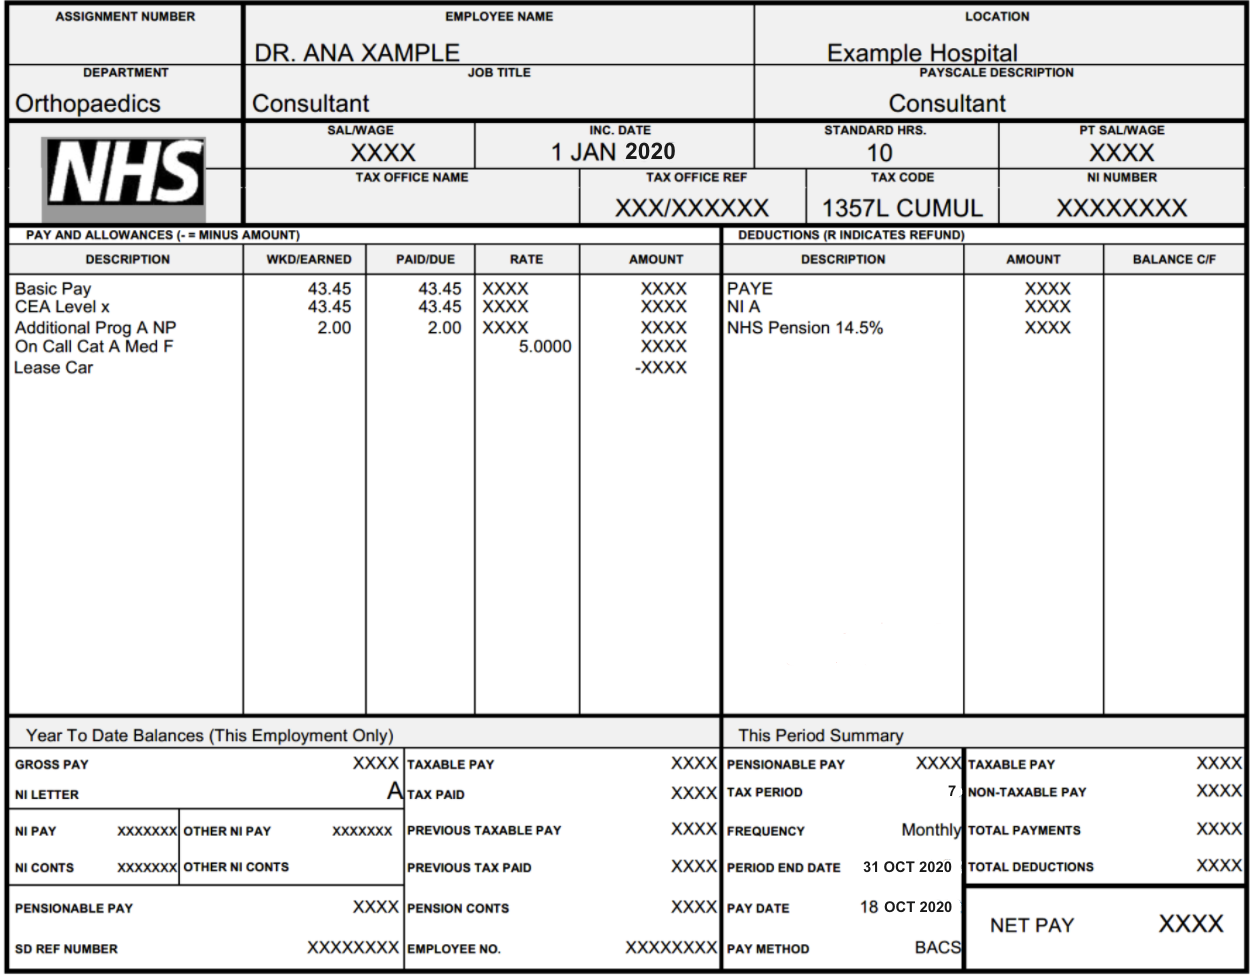 ASSIGNMENT NUMBER EMPLOYEE NAME LOCATION
DR. ANA XAMPLE Example Hospital
DEPARTMENT JOB TITLE PAYSCALE DESCRIPTION
Orthopaedics Consultant Consultant
NHS
SAL/WAGE INC. DATE STANDARD HRS. PT SAL/WAGE
XXXX 1 JAN 2020 10 XXXX
TAX OFFICE NAME TAX OFFICE REF TAX CODE NI NUMBER
XXX/XXXXXX 1357L CUMUL XXXXXXXX
PAY AND ALLOWANCES (- = MINUS AMOUNT) DEDUCTIONS (R INDICATES REFUND)
DESCRIPTION WKD/EARNED PAID/DUE RATE AMOUNT DESCRIPTION AMOUNT BALANCE C/F
Basic Pay 43.45 43.45 XXXX XXXX PAYE XXXX
CEA Level x 43.45 43.45 XXXX XXXX NI A XXXX
Additional Prog A NP 2.00 2.00 XXXX XXXX NHS Pension 14.5% XXXX
On Call Cat A Med F 5.0000 XXXX
Lease Car -XXXX
Year To Date Balances (This Employment Only) This Period Summary
GROSS PAY XXXX TAXABLE PAY XXXX PENSIONABLE PAY XXXX TAXABLE PAY XXXX
NI LETTER A TAX PAID XXXX TAX PERIOD 7 NON-TAXABLE PAY XXXX
NI PAY XXXXXXX OTHER NI PAY XXXXXXX PREVIOUS TAXABLE PAY XXXX FREQUENCY Monthly TOTAL PAYMENTS XXXX
NI CONTS XXXXXXX OTHER NI CONTS PREVIOUS TAX PAID XXXX PERIOD END DATE 31 OCT 2020 TOTAL DEDUCTIONS XXXX
PENSIONABLE PAY XXXX PENSION CONTS XXXX PAY DATE 18 OCT 2020 NET PAY XXXX
SD REF NUMBER XXXXXXXX EMPLOYEE NO. XXXXXXXX PAY METHOD BACS